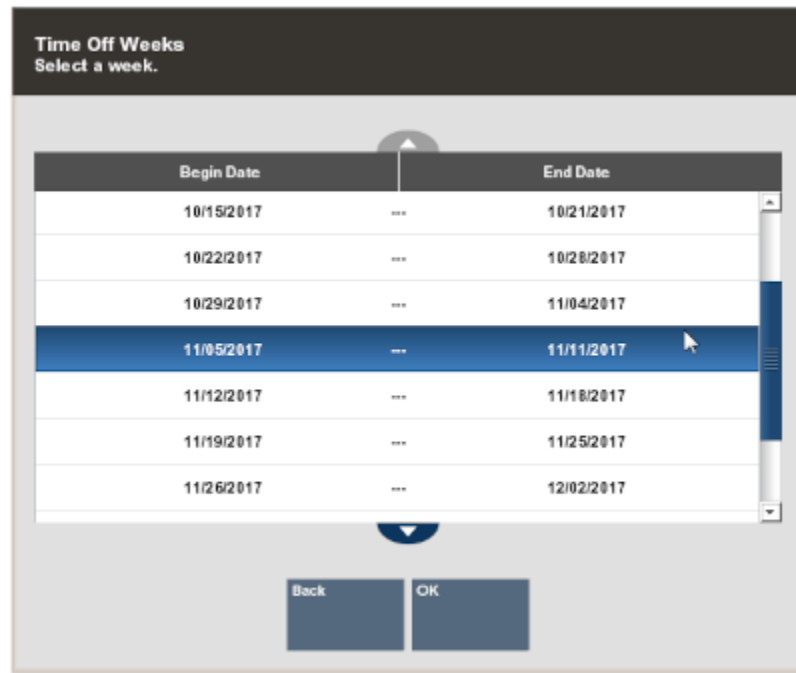 Time Off Weeks
Select a week.
Begin Date End Date
10/15/2017 --- 10/21/2017
10/22/2017 --- 10/28/2017
10/29/2017 --- 11/04/2017
11/05/2017 --- 11/11/2017
11/12/2017 --- 11/18/2017
11/19/2017 --- 11/25/2017
11/26/2017 --- 12/02/2017
Back OK